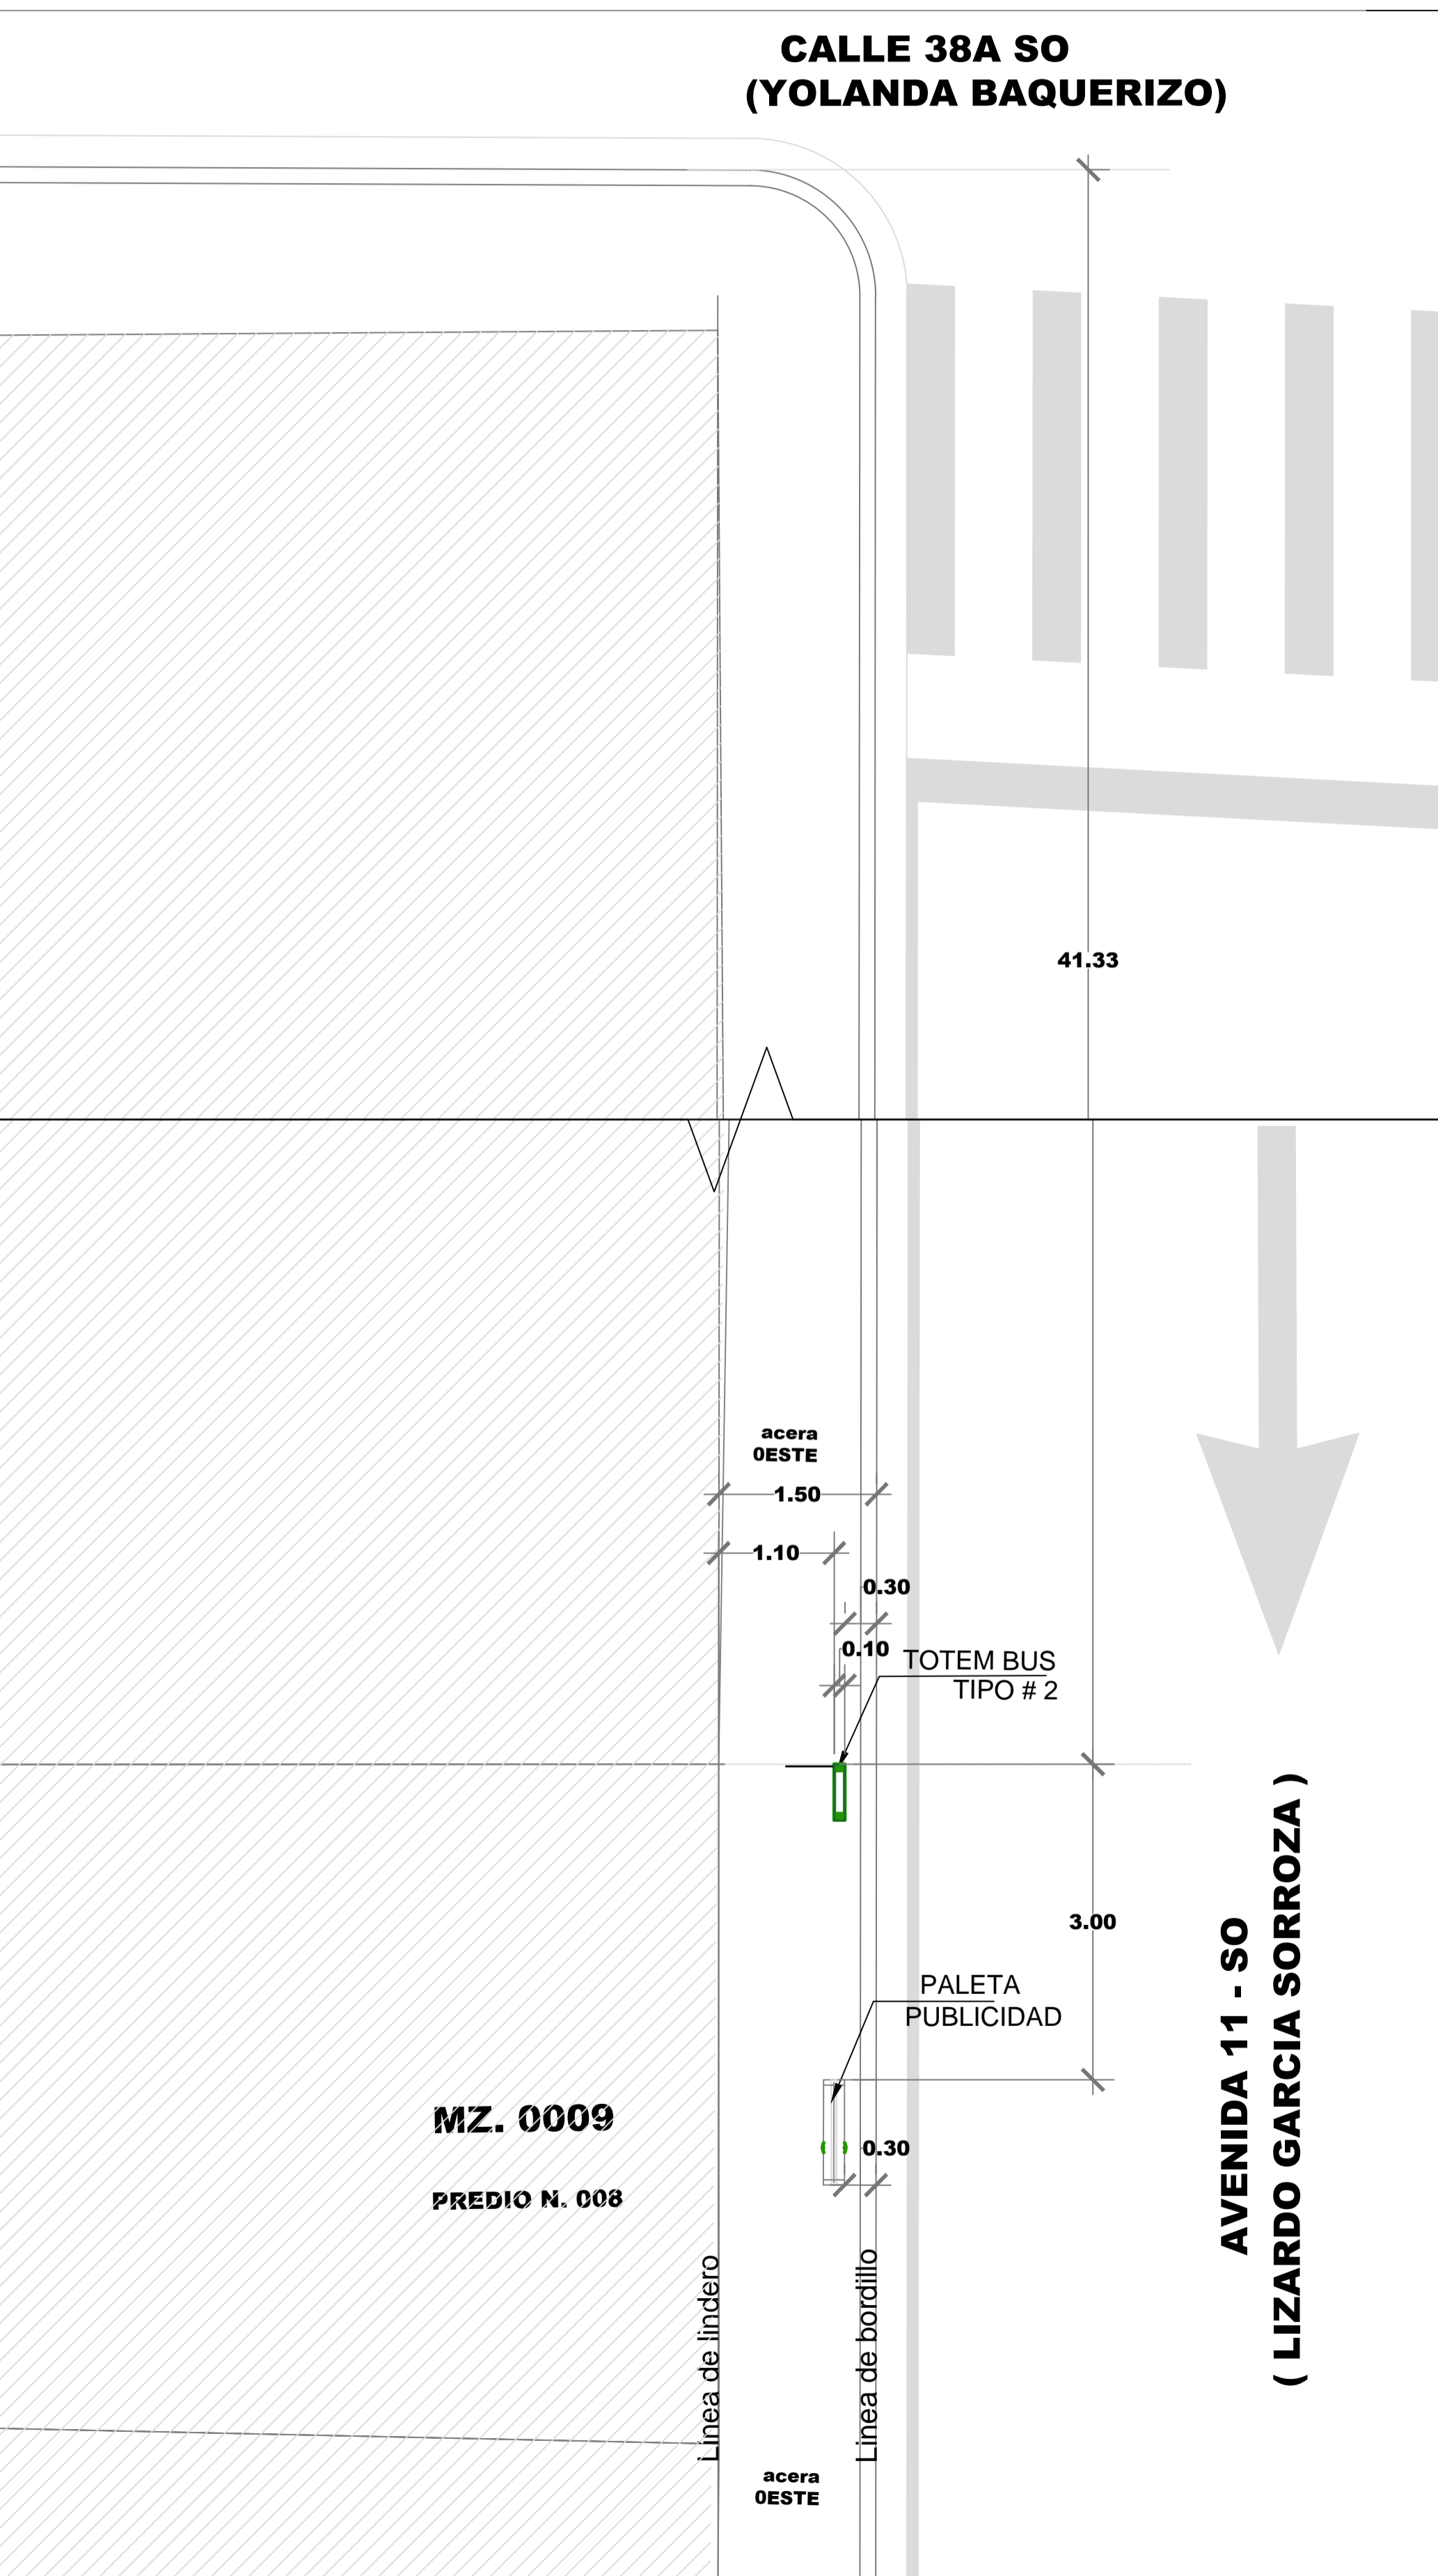 CALLE 38A SO
(YOLANDA BAQUERIZO)
41.33
acera
0ESTE
1.50
1.10
0.30
0.10
TOTEM BUS
TIPO # 2
3.00
AVENIDA 11 - SO
( LIZARDO GARCIA SORROZA )
PALETA
PUBLICIDAD
MZ. 0009
0.30
PREDIO N. 008
Linea de lindero
Linea de bordillo
acera
0ESTE